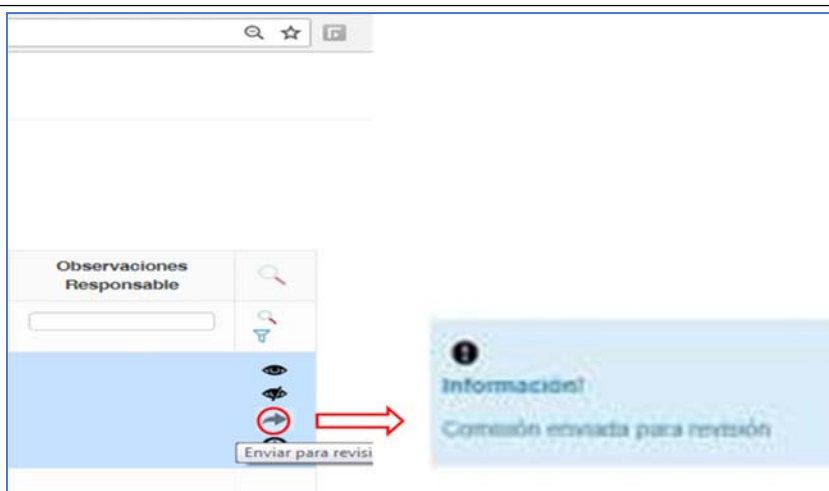 Observaciones
Responsable
Enviar para revisi
Información!
Comisión enviada para revisión